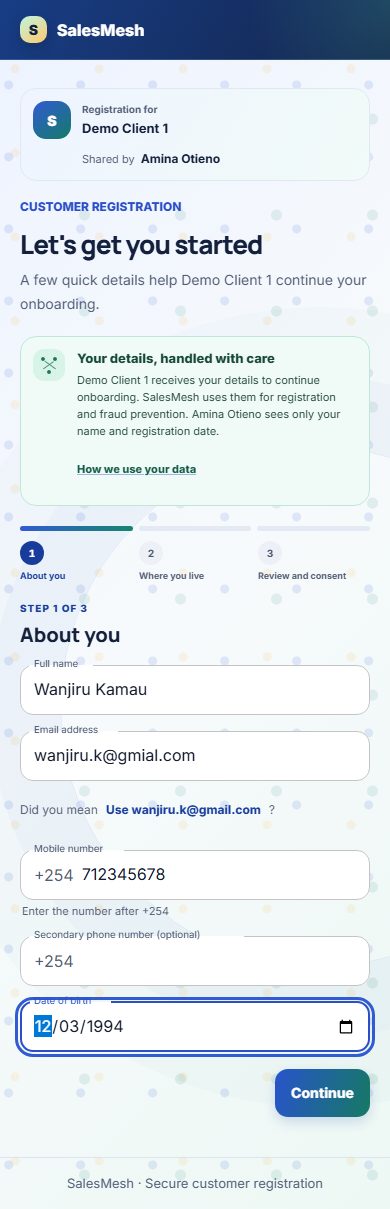 S SalesMesh
S
Registration for
Demo Client 1
Shared by Amina Otieno
CUSTOMER REGISTRATION
Let's get you started
A few quick details help Demo Client 1 continue your
onboarding.
Your details, handled with care
Demo Client 1 receives your details to continue
onboarding. SalesMesh uses them for registration
and fraud prevention. Amina Otieno sees only your
name and registration date.
How we use your data
1 2 3
About you Where you live Review and consent
STEP 1 OF 3
About you
Full name
Wanjiru Kamau
Email address
wanjiru.k@gmial.com
Did you mean Use wanjiru.k@gmail.com ?
Mobile number
+254 712345678
Enter the number after +254
Secondary phone number (optional)
+254
Date of birth
12/03/1994
Continue
SalesMesh · Secure customer registration